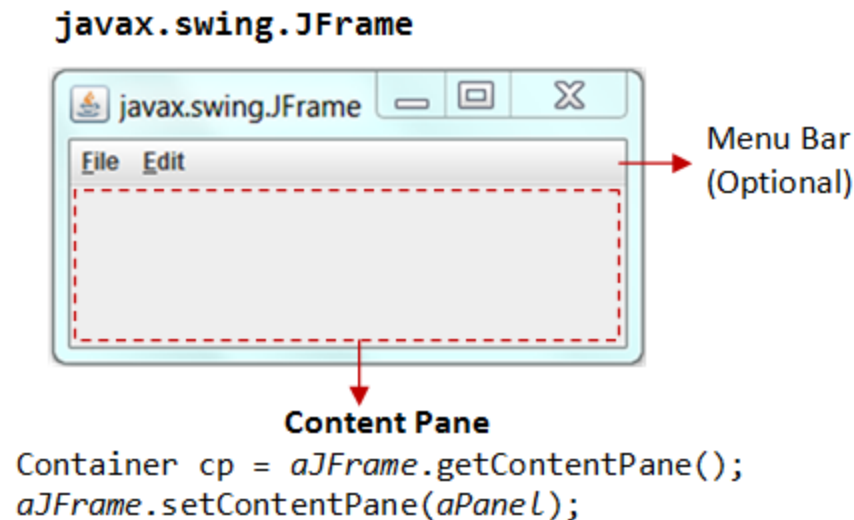 javax.swing.JFrame
javax.swing.JFrame
File Edit
Menu Bar
(Optional)
Content Pane
Container cp = aJFrame.getContentPane();
aJFrame.setContentPane(aPanel);